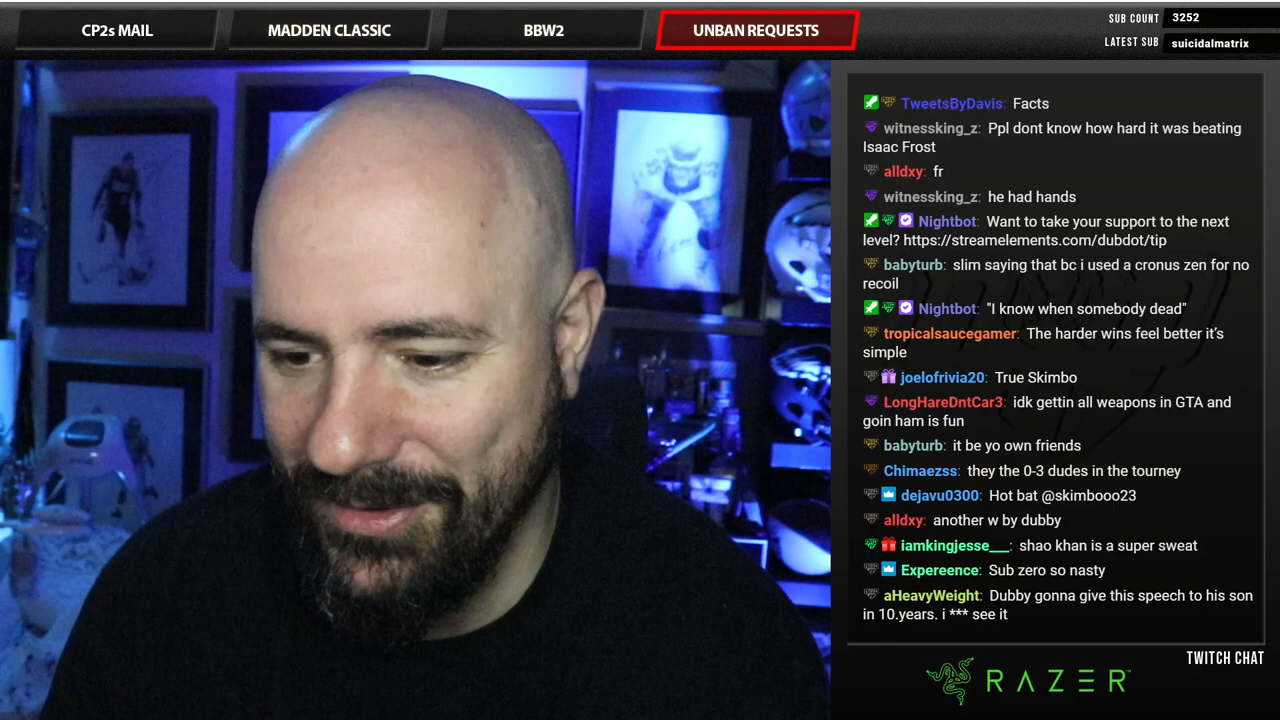 CP2s MAIL
MADDEN CLASSIC
BBW2
UNBAN REQUESTS
SUB COUNT 3252
LATEST SUB suicidalmatrix
TweetsByDavis: Facts
witnessking_z: Ppl dont know how hard it was beating
Isaac Frost
alldxy: fr
witnessking_z: he had hands
Nightbot: Want to take your support to the next
level? https://streamelements.com/dubdot/tip
babyturb: slim saying that bc i used a cronus zen for no
recoil
Nightbot: "I know when somebody dead"
tropicalsaucegamer: The harder wins feel better it’s
simple
joelofrivia20: True Skimbo
LongHareDntCar3: idk gettin all weapons in GTA and
goin ham is fun
babyturb: it be yo own friends
Chimaezss: they the 0-3 dudes in the tourney
dejavu0300: Hot bat @skimbooo23
alldxy: another w by dubby
iamkingjesse___: shao khan is a super sweat
Expereence: Sub zero so nasty
aHeavyWeight: Dubby gonna give this speech to his son
in 10.years. i *** see it
TWITCH CHAT
RAZER